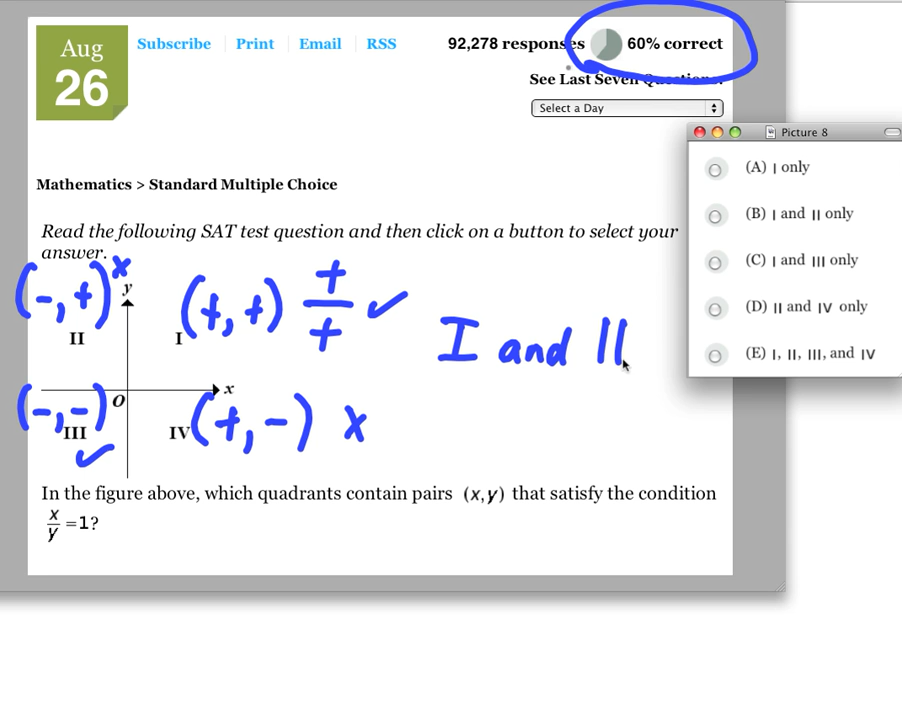 Aug
26
Subscribe Print Email RSS
92,278 responses 60% correct
See Last Seven Questions:
Select a Day
Picture 8
(A) I only
(B) I and II only
(C) I and III only
(D) II and IV only
(E) I, II, III, and IV
Mathematics > Standard Multiple Choice
Read the following SAT test question and then click on a button to select your
answer.
(-, +) x
y
(+, +) + / + ✓
II
I
I and II
O
x
(-, -)
III
✓
IV
(+, -) x
In the figure above, which quadrants contain pairs (x,y) that satisfy the condition
x/y =1?